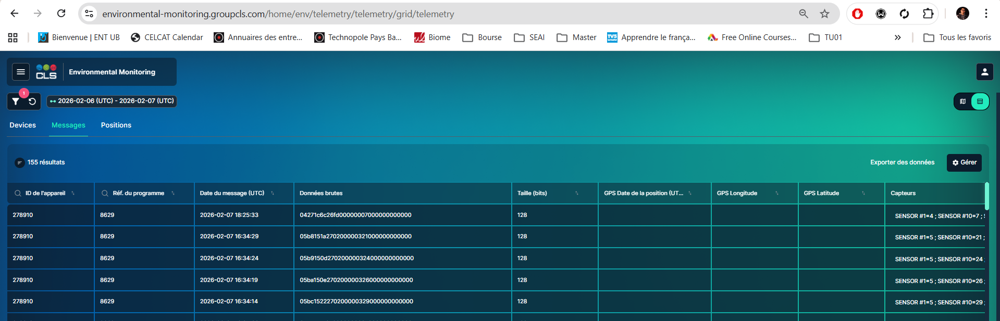 environmental-monitoring.groupcls.com/home/env/telemetry/telemetry/grid/telemetry
Bienvenue | ENT UB CELCAT Calendar Annuaires des entre... Technopole Pays Ba... Biome Bourse SEAI Master Apprendre le frança... Free Online Courses... TU01 » Tous les favoris
CLS Environmental Monitoring
1
2026-02-06 (UTC) - 2026-02-07 (UTC)
Devices Messages Positions
155 résultats Exporter des données Gérer
ID de l'appareil Réf. du programme Date du message (UTC) Données brutes Taille (bits) GPS Date de la position (UT... GPS Longitude GPS Latitude Capteurs
278910 8629 2026-02-07 18:25:33 04271c6c26fd00000007000000000000 128 SENSOR #1=4 ; SENSOR #10=7 ;
278910 8629 2026-02-07 16:34:29 05b8151a270200000321000000000000 128 SENSOR #1=5 ; SENSOR #10=21 ;
278910 8629 2026-02-07 16:34:24 05b9150d270200000324000000000000 128 SENSOR #1=5 ; SENSOR #10=24
278910 8629 2026-02-07 16:34:19 05ba150e270200000326000000000000 128 SENSOR #1=5 ; SENSOR #10=26
278910 8629 2026-02-07 16:34:14 05bc1522270200000329000000000000 128 SENSOR #1=5 ; SENSOR #10=29